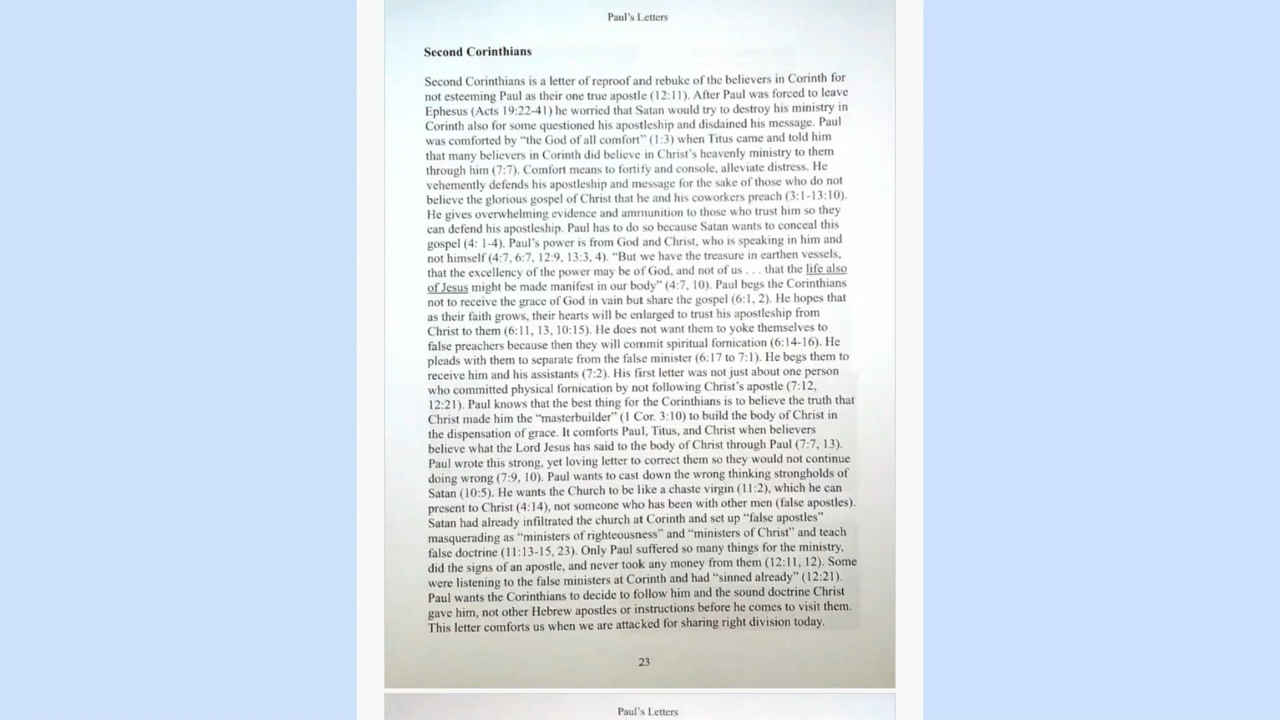 Paul's Letters
Second Corinthians
Second Corinthians is a letter of reproof and rebuke of the believers in Corinth for
not esteeming Paul as their one true apostle (12:11). After Paul was forced to leave
Ephesus (Acts 19:22-41) he worried that Satan would try to destroy his ministry in
Corinth also for some questioned his apostleship and disdained his message. Paul
was comforted by “the God of all comfort” (1:3) when Titus came and told him
that many believers in Corinth did believe in Christ's heavenly ministry to them
through him (7:7). Comfort means to fortify and console, alleviate distress. He
vehemently defends his apostleship and message for the sake of those who do not
believe the glorious gospel of Christ that he and his coworkers preach (3:1-13:10).
He gives overwhelming evidence and ammunition to those who trust him so they
can defend his apostleship. Paul has to do so because Satan wants to conceal this
gospel (4: 1-4). Paul's power is from God and Christ, who is speaking in him and
not himself (4:7, 6:7, 12:9, 13:3, 4). “But we have the treasure in earthen vessels,
that the excellency of the power may be of God, and not of us . . . that the life also
of Jesus might be made manifest in our body” (4:7, 10). Paul begs the Corinthians
not to receive the grace of God in vain but share the gospel (6:1, 2). He hopes that
as their faith grows, their hearts will be enlarged to trust his apostleship from
Christ to them (6:11, 13, 10:15). He does not want them to yoke themselves to
false preachers because then they will commit spiritual fornication (6:14-16). He
pleads with them to separate from the false minister (6:17 to 7:1). He begs them to
receive him and his assistants (7:2). His first letter was not just about one person
who committed physical fornication by not following Christ's apostle (7:12,
12:21). Paul knows that the best thing for the Corinthians is to believe the truth that
Christ made him the “masterbuilder” (1 Cor. 3:10) to build the body of Christ in
the dispensation of grace. It comforts Paul, Titus, and Christ when believers
believe what the Lord Jesus has said to the body of Christ through Paul (7:7, 13).
Paul wrote this strong, yet loving letter to correct them so they would not continue
doing wrong (7:9, 10). Paul wants to cast down the wrong thinking strongholds of
Satan (10:5). He wants the Church to be like a chaste virgin (11:2), which he can
present to Christ (4:14), not someone who has been with other men (false apostles).
Satan had already infiltrated the church at Corinth and set up “false apostles”
masquerading as “ministers of righteousness” and “ministers of Christ” and teach
false doctrine (11:13-15, 23). Only Paul suffered so many things for the ministry,
did the signs of an apostle, and never took any money from them (12:11, 12). Some
were listening to the false ministers at Corinth and had “sinned already” (12:21).
Paul wants the Corinthians to decide to follow him and the sound doctrine Christ
gave him, not other Hebrew apostles or instructions before he comes to visit them.
This letter comforts us when we are attacked for sharing right division today.
23
Paul's Letters